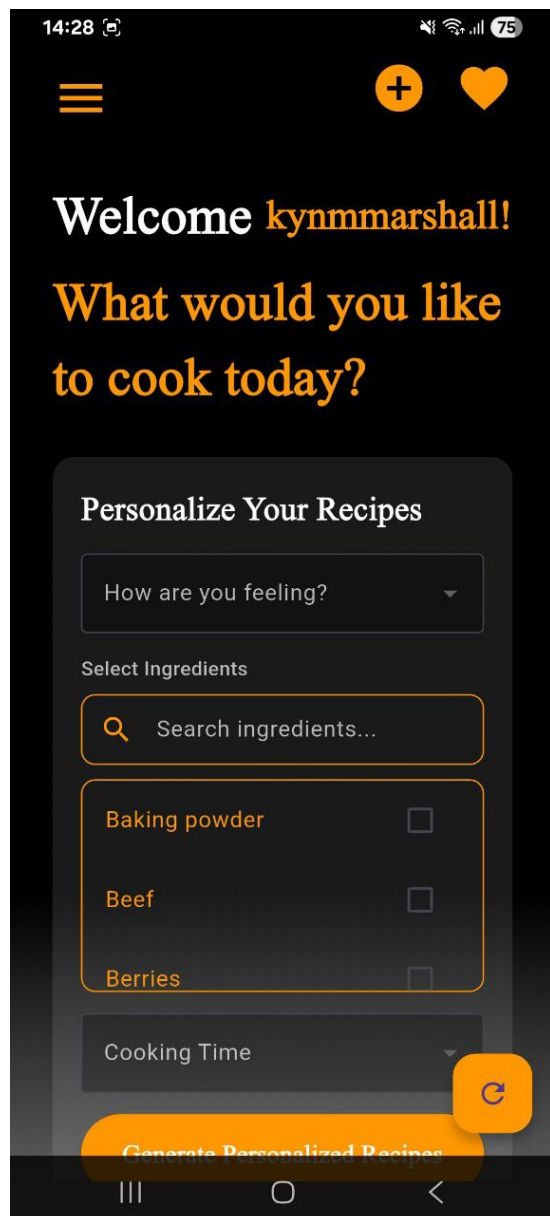 14:28
75
Welcome kynmmarshall!
What would you like
to cook today?
Personalize Your Recipes
How are you feeling?
Select Ingredients
Search ingredients...
Baking powder
Beef
Berries
Cooking Time
Generate Personalized Recipes